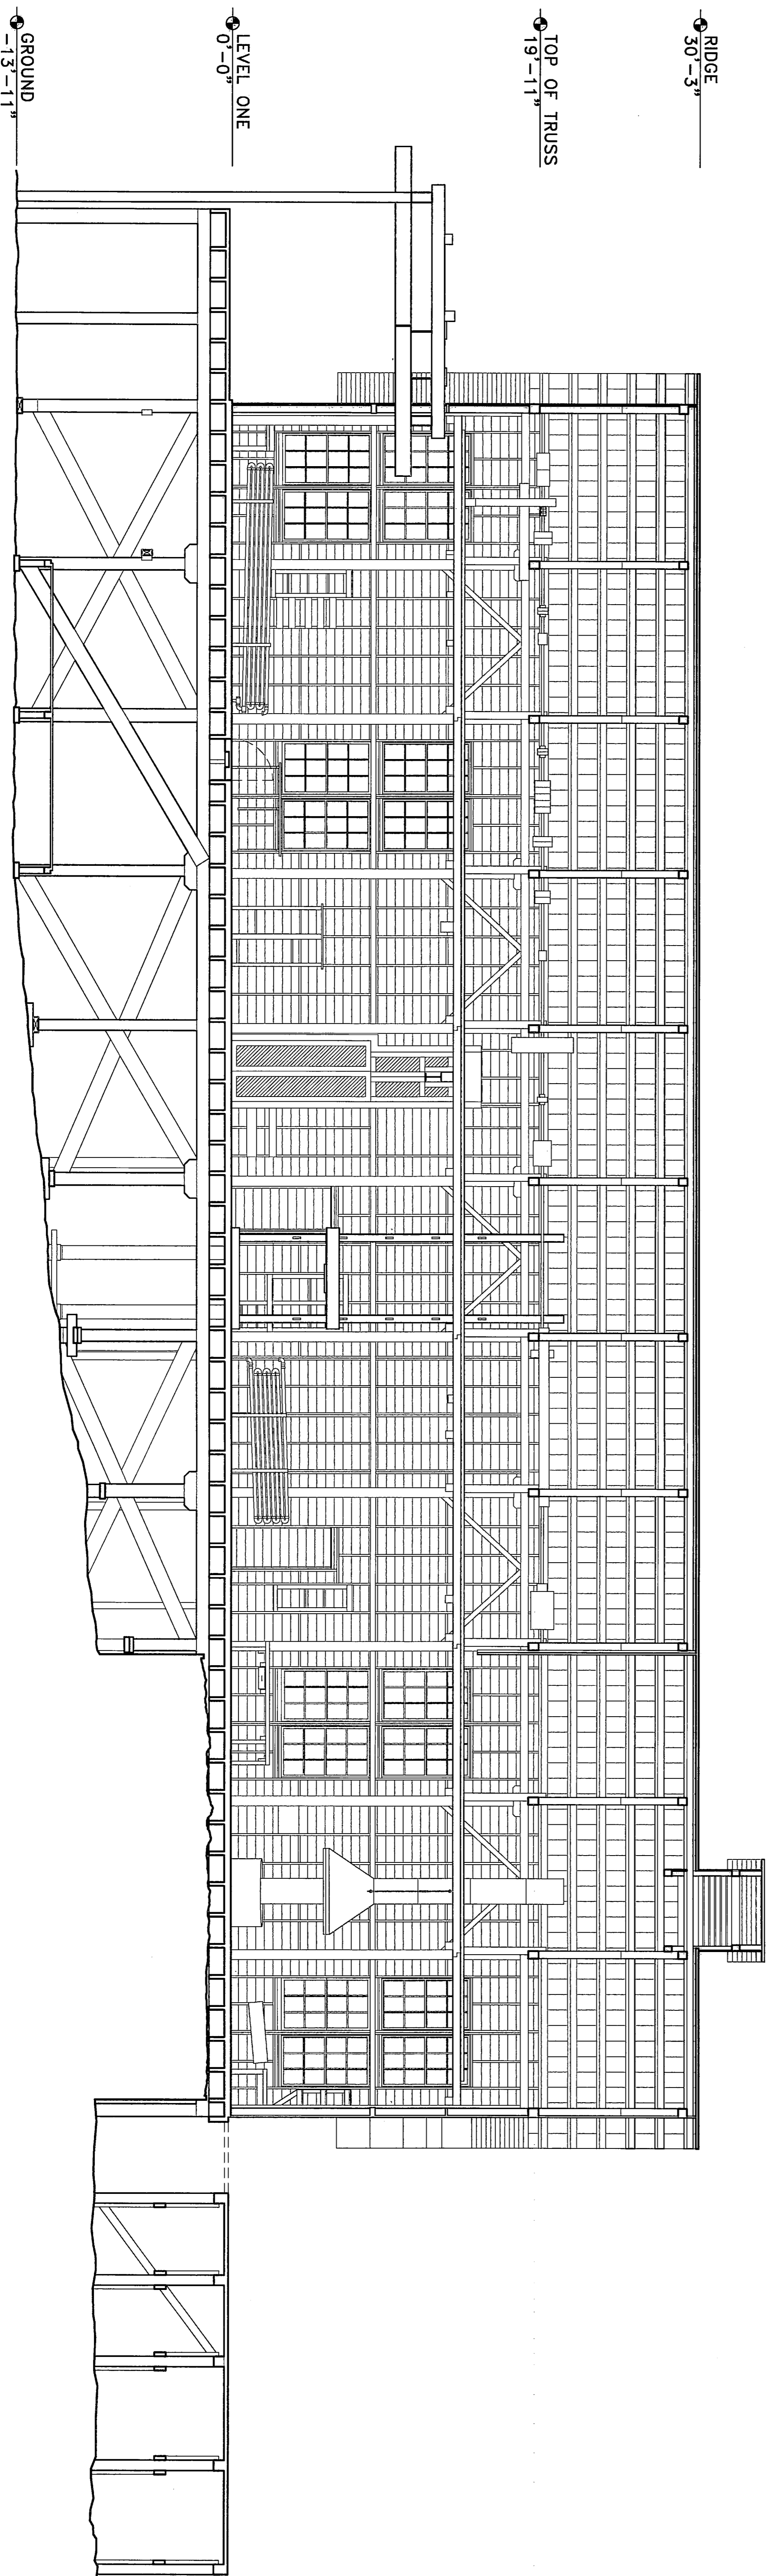 RIDGE
30'-3"
TOP OF TRUSS
19'-11"
LEVEL ONE
0'-0"
GROUND
-13'-11"